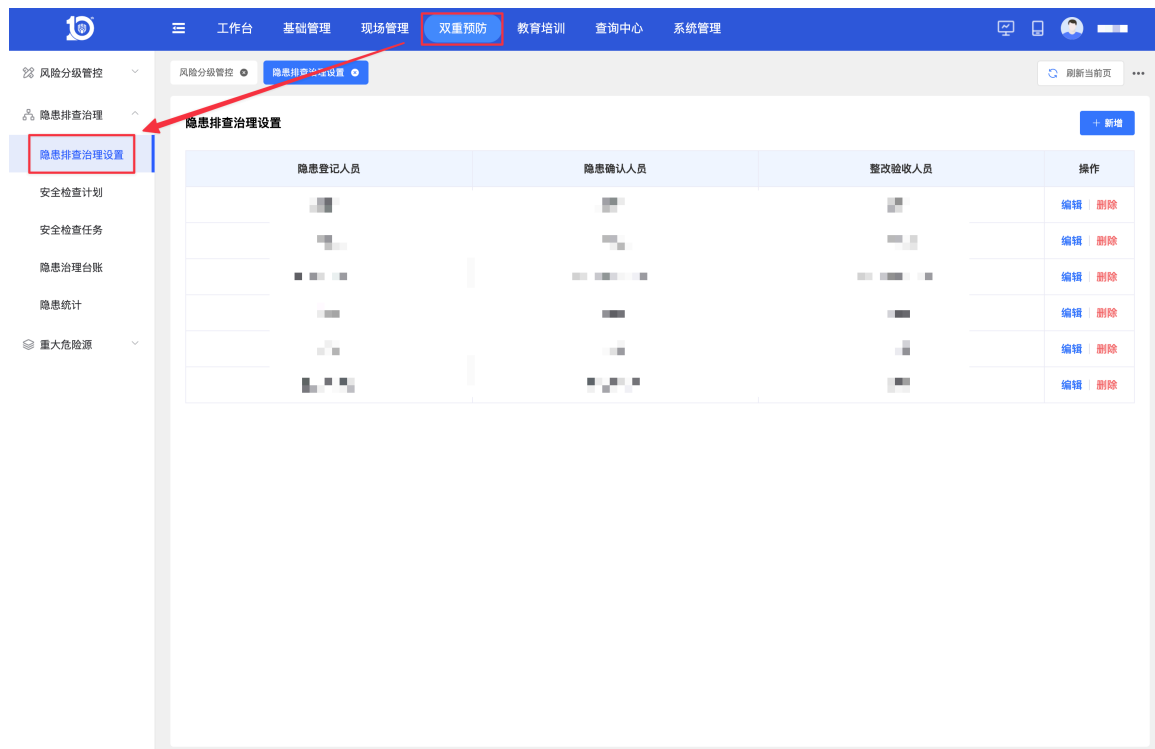 工作台 基础管理 现场管理 双重预防 教育培训 查询中心 系统管理
风险分级管控
隐患排查治理
隐患排查治理设置
安全检查计划
安全检查任务
隐患治理台账
隐患统计
重大危险源
风险分级管控 隐患排查治理设置 刷新当前页
隐患排查治理设置 + 新增
隐患登记人员 隐患确认人员 整改验收人员 操作
编辑 删除
编辑 删除
编辑 删除
编辑 删除
编辑 删除
编辑 删除